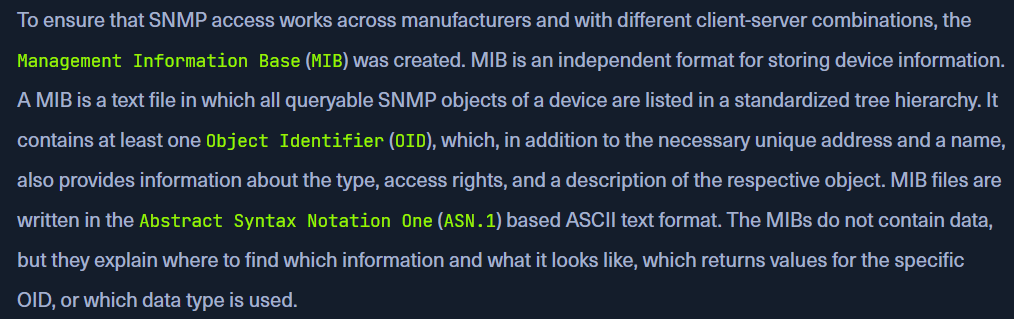 To ensure that SNMP access works across manufacturers and with different client-server combinations, the
Management Information Base (MIB) was created. MIB is an independent format for storing device information.
A MIB is a text file in which all queryable SNMP objects of a device are listed in a standardized tree hierarchy. It
contains at least one Object Identifier (OID), which, in addition to the necessary unique address and a name,
also provides information about the type, access rights, and a description of the respective object. MIB files are
written in the Abstract Syntax Notation One (ASN.1) based ASCII text format. The MIBs do not contain data,
but they explain where to find which information and what it looks like, which returns values for the specific
OID, or which data type is used.